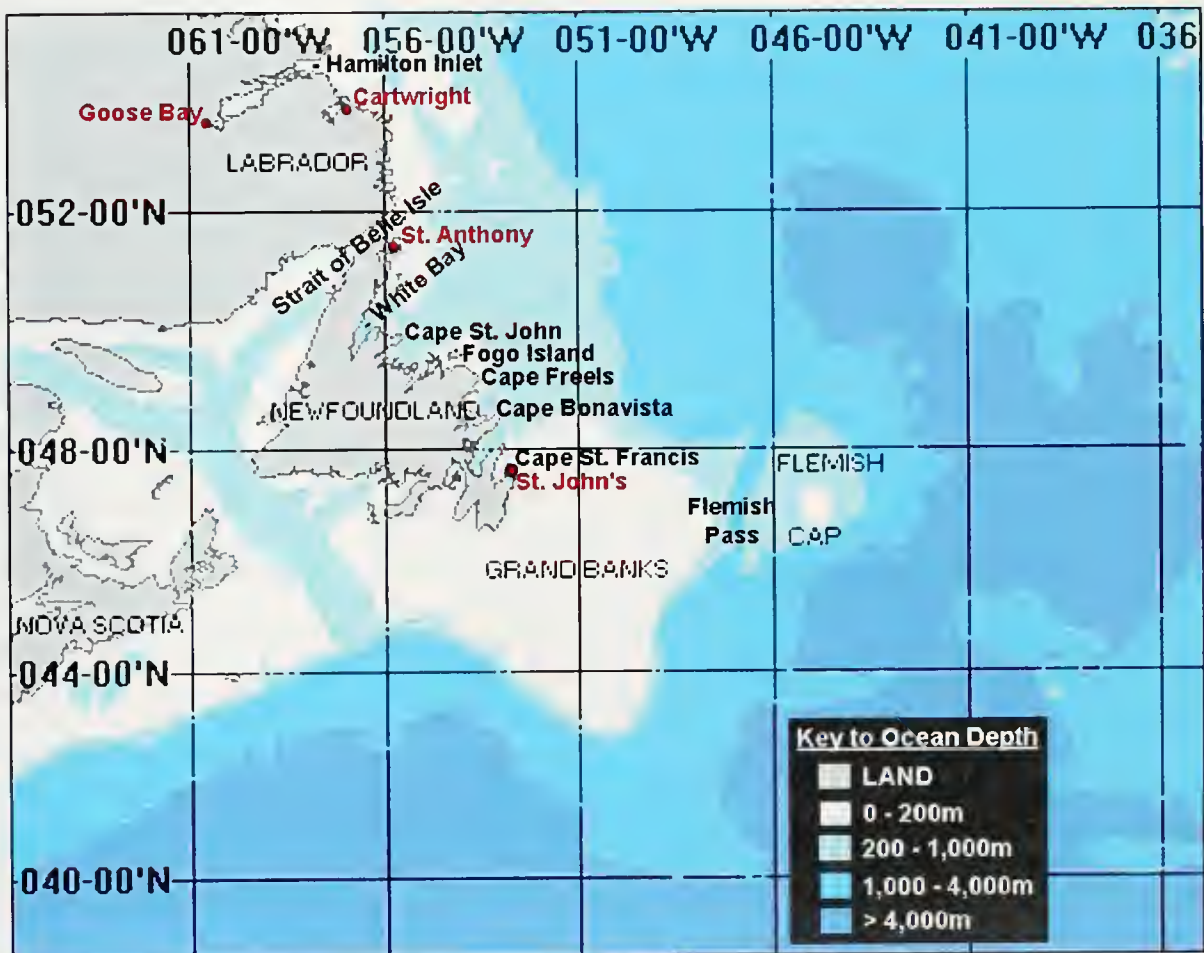 061-00'W 056-00'W 051-00'W 046-00'W 041-00'W 036
Hamilton Inlet
Cartwright
Goose Bay
LABRADOR
052-00'N
Strait of Belle Isle
St. Anthony
White Bay
Cape St. John
Fogo Island
Cape Freels
NEWFOUNDLAND
Cape Bonavista
048-00'N
Cape St. Francis
FLEMISH
St. John's
Flemish
Pass
CAP
GRAND BANKS
NOVA SCOTIA
044-00'N
Key to Ocean Depth
LAND
0 - 200m
200 - 1,000m
1,000 - 4,000m
> 4,000m
040-00'N